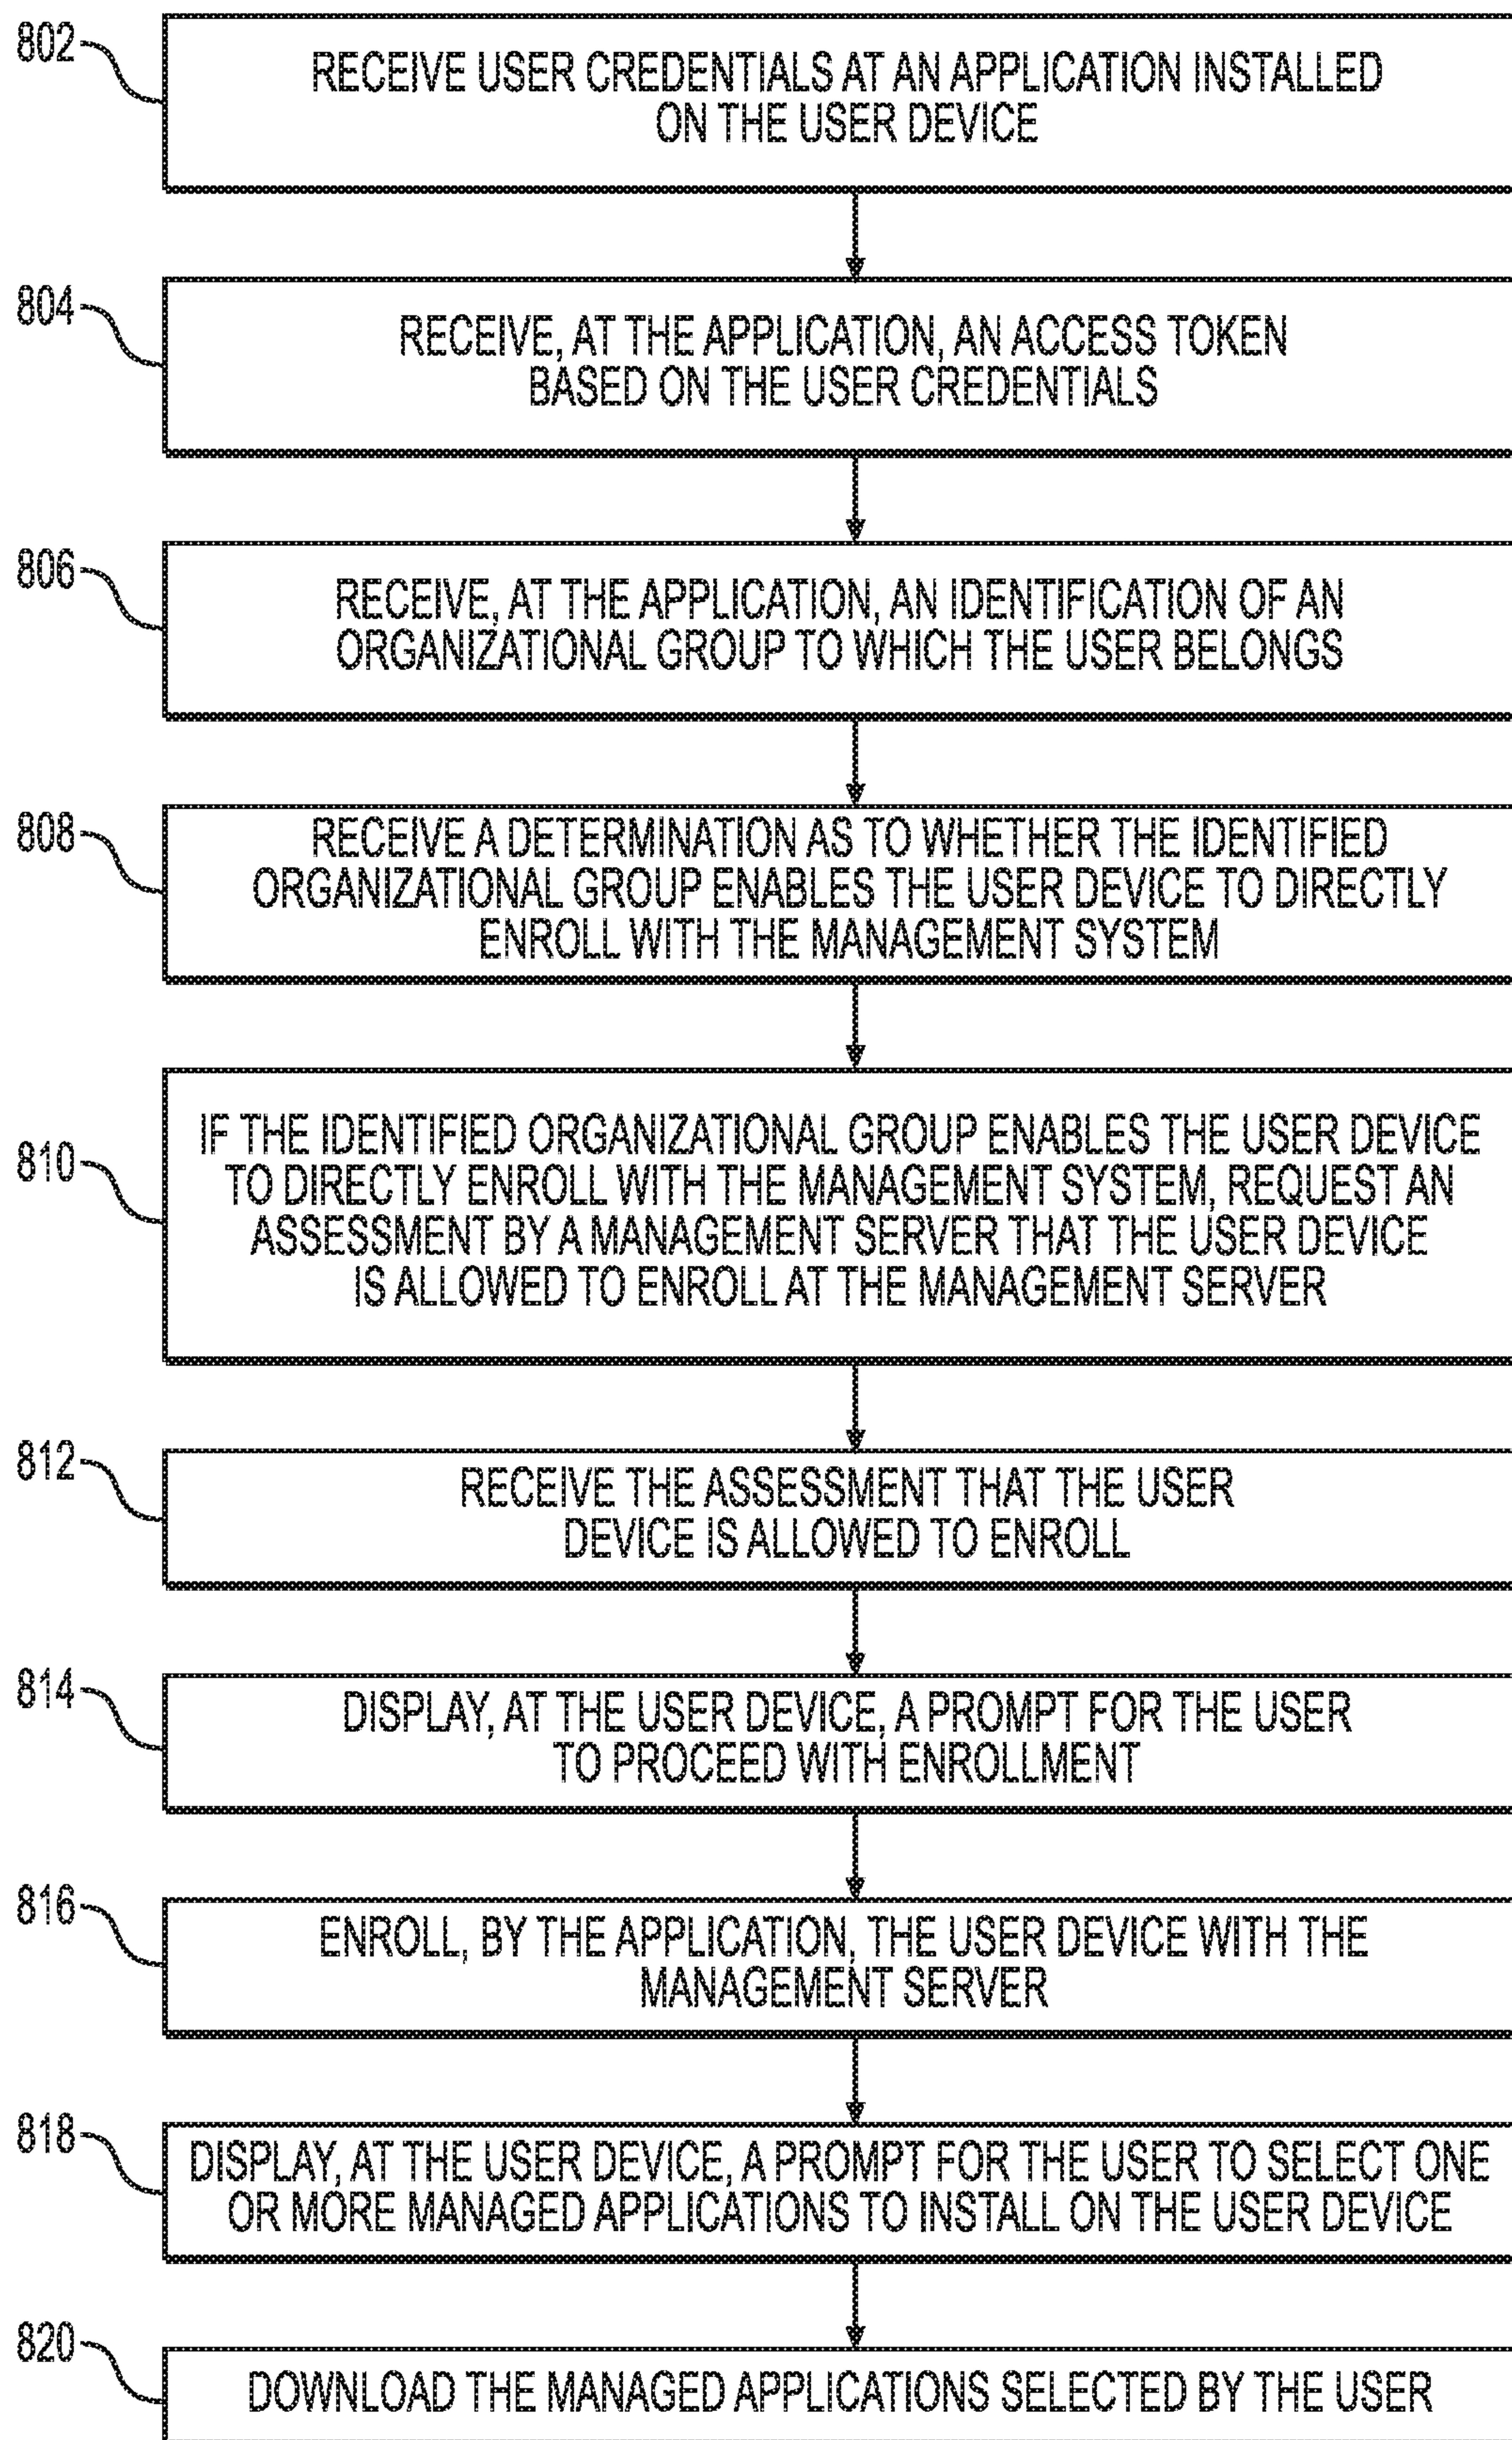 802
RECEIVE USER CREDENTIALS AT AN APPLICATION INSTALLED
ON THE USER DEVICE
804
RECEIVE, AT THE APPLICATION, AN ACCESS TOKEN
BASED ON THE USER CREDENTIALS
806
RECEIVE, AT THE APPLICATION, AN IDENTIFICATION OF AN
ORGANIZATIONAL GROUP TO WHICH THE USER BELONGS
808
RECEIVE A DETERMINATION AS TO WHETHER THE IDENTIFIED
ORGANIZATIONAL GROUP ENABLES THE USER DEVICE TO DIRECTLY
ENROLL WITH THE MANAGEMENT SYSTEM
810
IF THE IDENTIFIED ORGANIZATIONAL GROUP ENABLES THE USER DEVICE
TO DIRECTLY ENROLL WITH THE MANAGEMENT SYSTEM, REQUEST AN
ASSESSMENT BY A MANAGEMENT SERVER THAT THE USER DEVICE
IS ALLOWED TO ENROLL AT THE MANAGEMENT SERVER
812
RECEIVE THE ASSESSMENT THAT THE USER
DEVICE IS ALLOWED TO ENROLL
814
DISPLAY, AT THE USER DEVICE, A PROMPT FOR THE USER
TO PROCEED WITH ENROLLMENT
816
ENROLL, BY THE APPLICATION, THE USER DEVICE WITH THE
MANAGEMENT SERVER
818
DISPLAY, AT THE USER DEVICE, A PROMPT FOR THE USER TO SELECT ONE
OR MORE MANAGED APPLICATIONS TO INSTALL ON THE USER DEVICE
820
DOWNLOAD THE MANAGED APPLICATIONS SELECTED BY THE USER